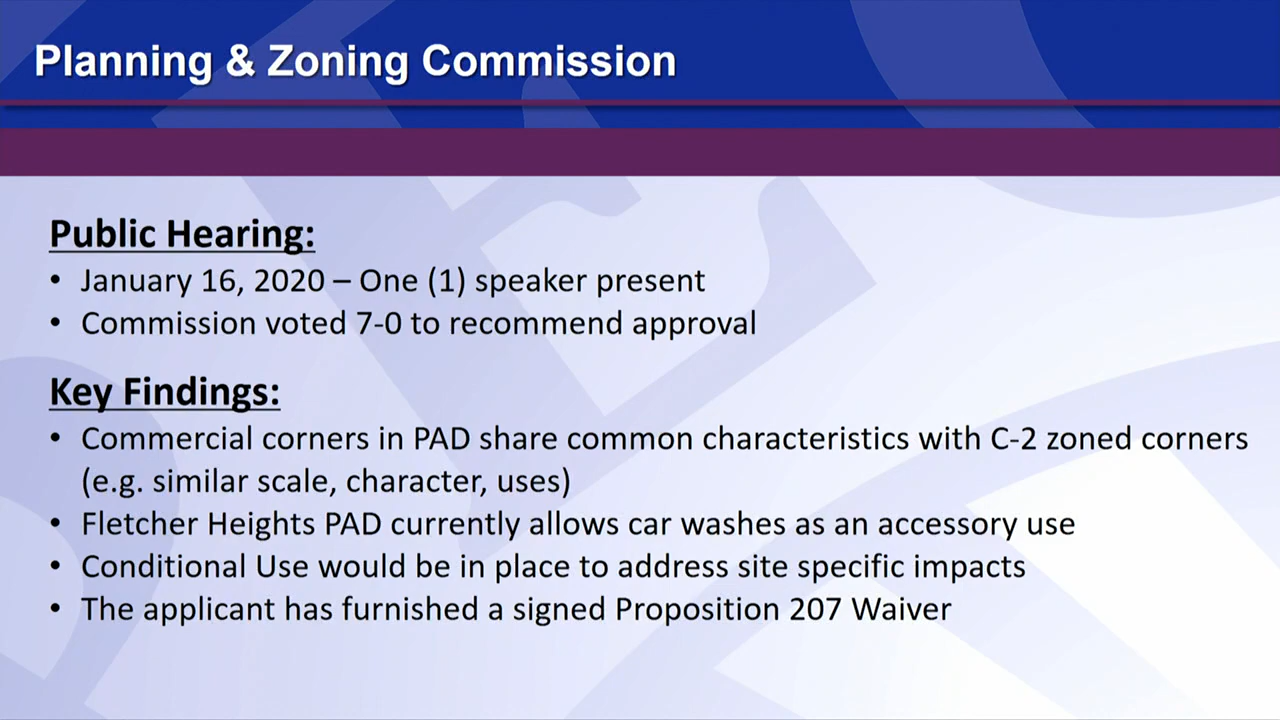 Planning & Zoning Commission
Public Hearing:
• January 16, 2020 – One (1) speaker present
• Commission voted 7-0 to recommend approval
Key Findings:
• Commercial corners in PAD share common characteristics with C-2 zoned corners
(e.g. similar scale, character, uses)
• Fletcher Heights PAD currently allows car washes as an accessory use
• Conditional Use would be in place to address site specific impacts
• The applicant has furnished a signed Proposition 207 Waiver